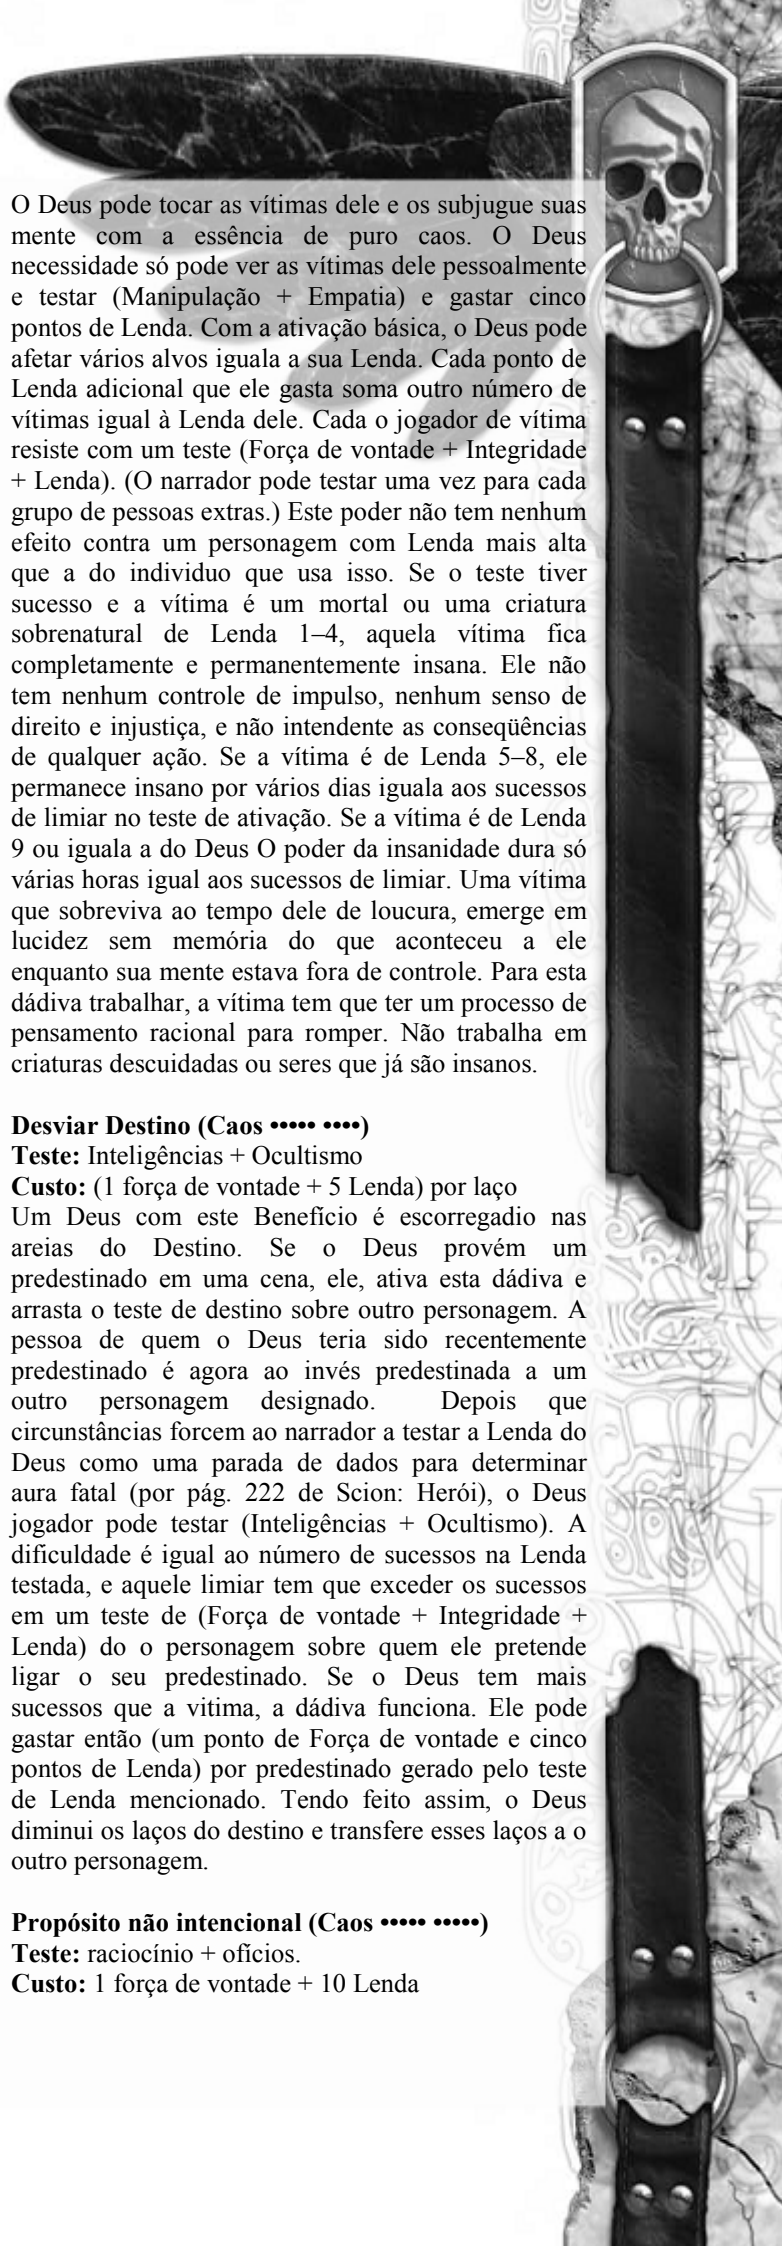 O Deus pode tocar as vítimas dele e os subjugue suas
mente com a essência de puro caos. O Deus
necessidade só pode ver as vítimas dele pessoalmente
e testar (Manipulação + Empatia) e gastar cinco
pontos de Lenda. Com a ativação básica, o Deus pode
afetar vários alvos iguala a sua Lenda. Cada ponto de
Lenda adicional que ele gasta soma outro número de
vítimas igual à Lenda dele. Cada o jogador de vítima
resiste com um teste (Força de vontade + Integridade
+ Lenda). (O narrador pode testar uma vez para cada
grupo de pessoas extras.) Este poder não tem nenhum
efeito contra um personagem com Lenda mais alta
que a do individuo que usa isso. Se o teste tiver
sucesso e a vítima é um mortal ou uma criatura
sobrenatural de Lenda 1–4, aquela vítima fica
completamente e permanentemente insana. Ele não
tem nenhum controle de impulso, nenhum senso de
direito e injustiça, e não intendente as conseqüências
de qualquer ação. Se a vítima é de Lenda 5–8, ele
permanece insano por vários dias iguala aos sucessos
de limiar no teste de ativação. Se a vítima é de Lenda
9 ou iguala a do Deus O poder da insanidade dura só
várias horas igual aos sucessos de limiar. Uma vítima
que sobreviva ao tempo dele de loucura, emerge em
lucidez sem memória do que aconteceu a ele
enquanto sua mente estava fora de controle. Para esta
dádiva trabalhar, a vítima tem que ter um processo de
pensamento racional para romper. Não trabalha em
criaturas descuidadas ou seres que já são insanos.
Desviar Destino (Caos ••••• ••••)
Teste: Inteligências + Ocultismo
Custo: (1 força de vontade + 5 Lenda) por laço
Um Deus com este Benefício é escorregadio nas
areias do Destino. Se o Deus provém um
predestinado em uma cena, ele, ativa esta dádiva e
arrasta o teste de destino sobre outro personagem. A
pessoa de quem o Deus teria sido recentemente
predestinado é agora ao invés predestinada a um
outro personagem designado. Depois que
circunstâncias forcem ao narrador a testar a Lenda do
Deus como uma parada de dados para determinar
aura fatal (por pág. 222 de Scion: Herói), o Deus
jogador pode testar (Inteligências + Ocultismo). A
dificuldade é igual ao número de sucessos na Lenda
testada, e aquele limiar tem que exceder os sucessos
em um teste de (Força de vontade + Integridade +
Lenda) do o personagem sobre quem ele pretende
ligar o seu predestinado. Se o Deus tem mais
sucessos que a vitima, a dádiva funciona. Ele pode
gastar então (um ponto de Força de vontade e cinco
pontos de Lenda) por predestinado gerado pelo teste
de Lenda mencionado. Tendo feito assim, o Deus
diminui os laços do destino e transfere esses laços a o
outro personagem.
Propósito não intencional (Caos ••••• •••••)
Teste: raciocínio + ofícios.
Custo: 1 força de vontade + 10 Lenda